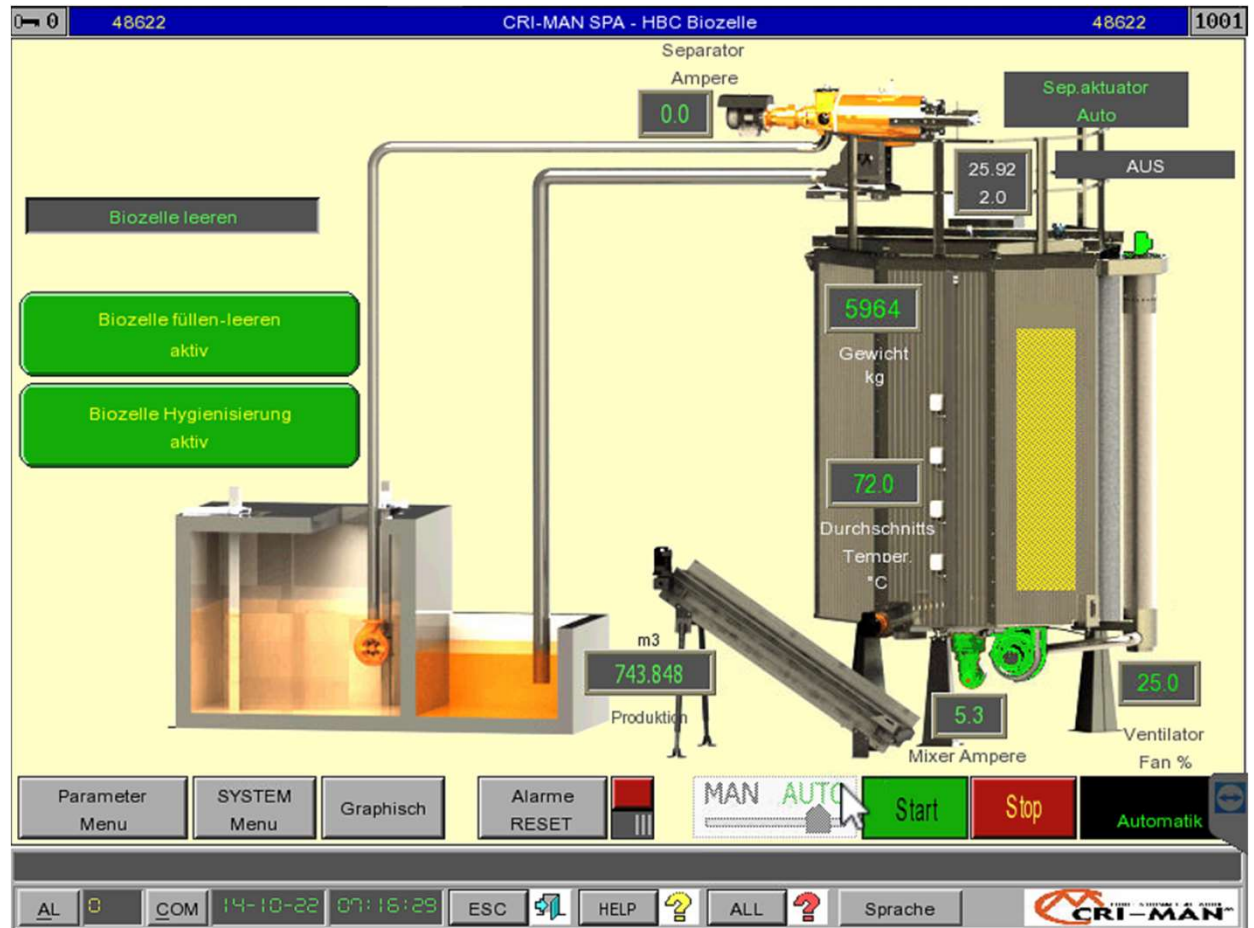 0 48622 CRI-MAN SPA - HBC Biozelle 48622 1001
Separator
Ampere
0.0
Sep.aktuator
Auto
25.92
2.0
AUS
Biozelle leeren
Biozelle füllen-leeren
aktiv
Biozelle Hygienisierung
aktiv
5964
Gewicht
kg
72.0
Durchschnitts
Temper.
°C
m3
743.848
Produktion
5.3
Mixer Ampere
25.0
Ventilator
Fan %
Parameter
Menu
SYSTEM
Menu
Graphisch
Alarme
RESET
MAN AUTO
Start
Stop
Automatik
AL 0 COM 14-10-22 07:16:29 ESC HELP ? ALL ? Sprache
CRI-MAN